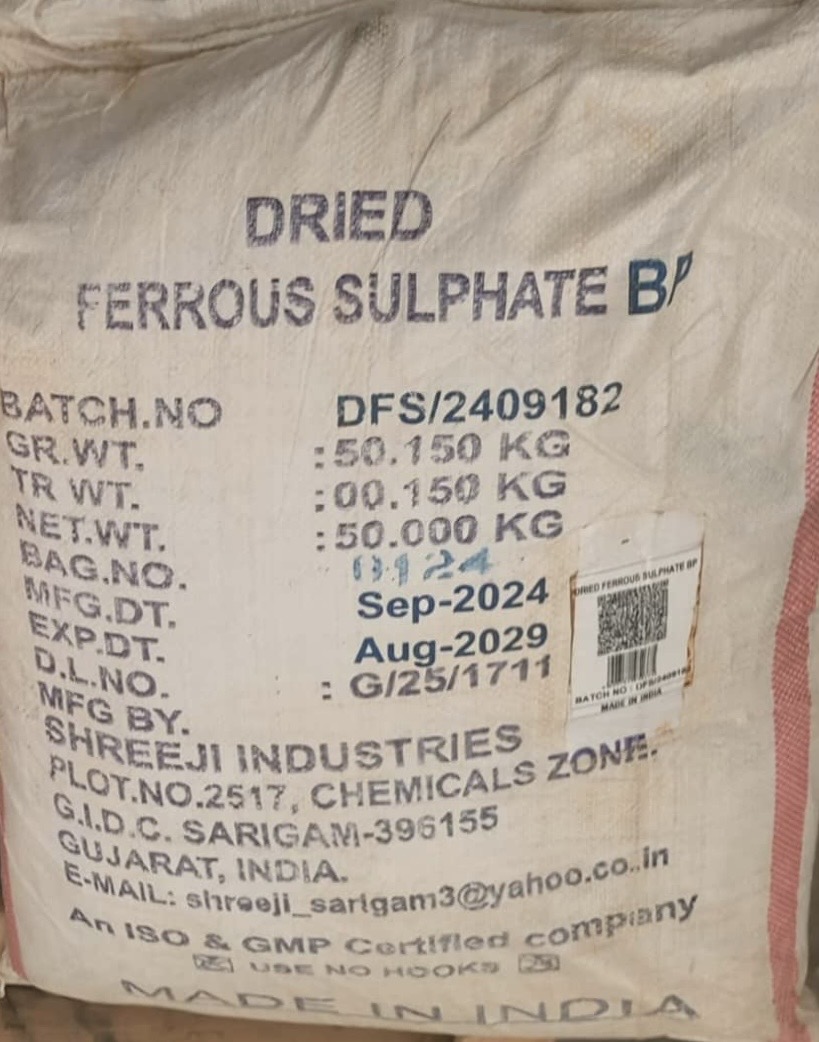 DRIED
FERROUS SULPHATE BP
BATCH.NO DFS/2409182
GR.WT. : 50.150 KG
TR WT. : 00.150 KG
NET.WT. : 50.000 KG
BAG.NO. 0124
MFG.DT. Sep-2024
EXP.DT. Aug-2029
D.L.NO. : G/25/1711
MFG BY.
SHREEJI INDUSTRIES
PLOT.NO.2517, CHEMICALS ZONE.
G.I.D.C. SARIGAM-396155
GUJARAT, INDIA.
E-MAIL: shreeji_sarigam3@yahoo.co..in
An ISO & GMP Certified company
USE NO HOOKS
MADE IN INDIA
DRIED FERROUS SULPHATE BP
BATCH NO : DFS/2409182
MADE IN INDIA